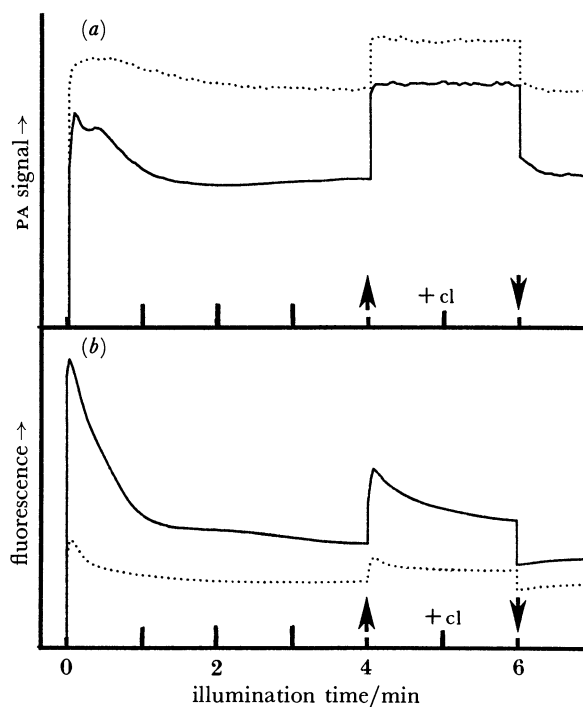 (a)
PA signal →
+cl
(b)
fluorescence →
+cl
0 2 4 6
illumination time/min